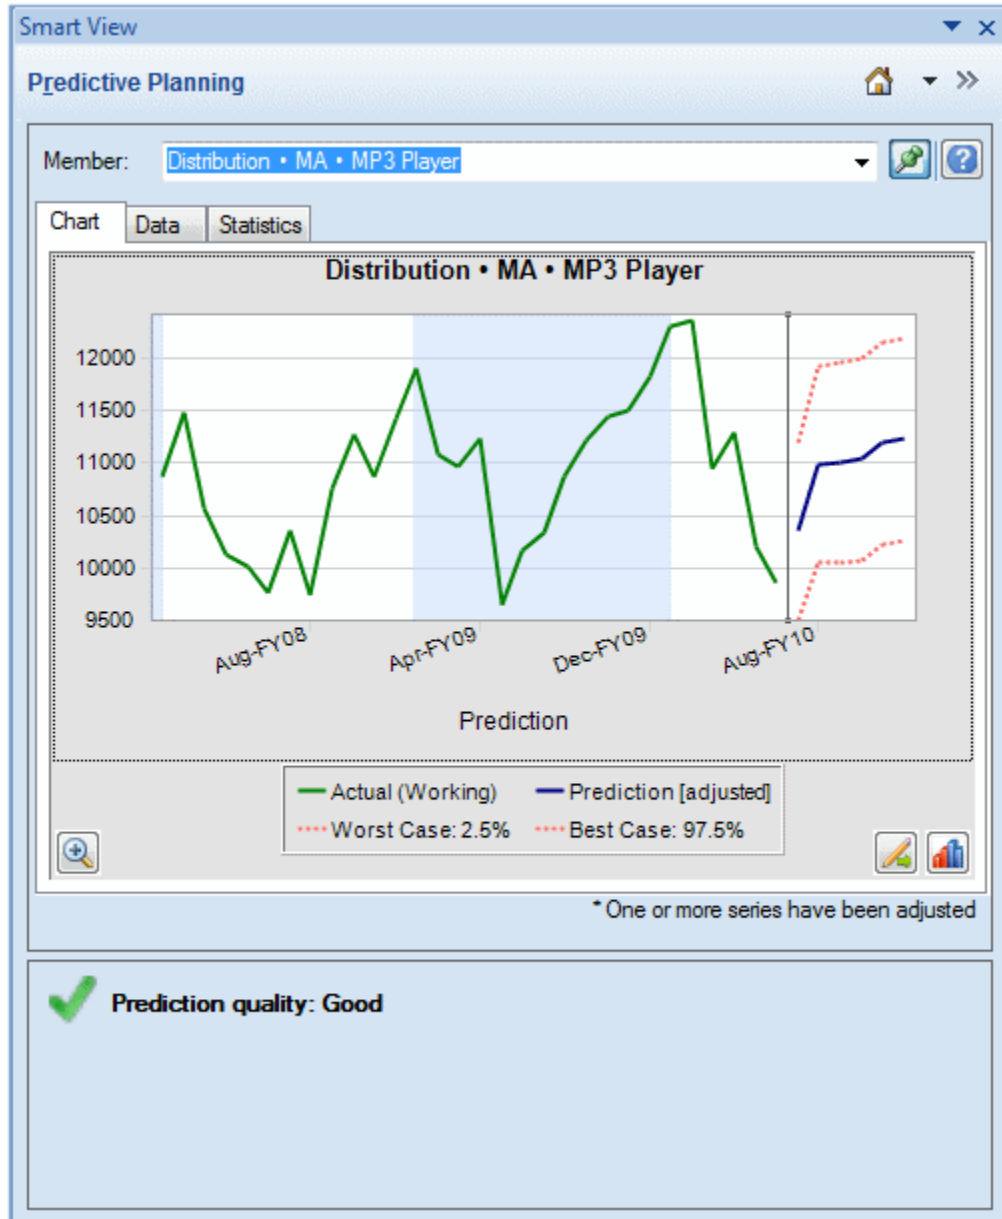 Smart View
Predictive Planning
Member: Distribution • MA • MP3 Player
Chart Data Statistics
Distribution • MA • MP3 Player
12000
11500
11000
10500
10000
9500
Aug-FY08 Apr-FY09 Dec-FY09 Aug-FY10
Prediction
Actual (Working) Prediction [adjusted]
Worst Case: 2.5% Best Case: 97.5%
* One or more series have been adjusted
Prediction quality: Good